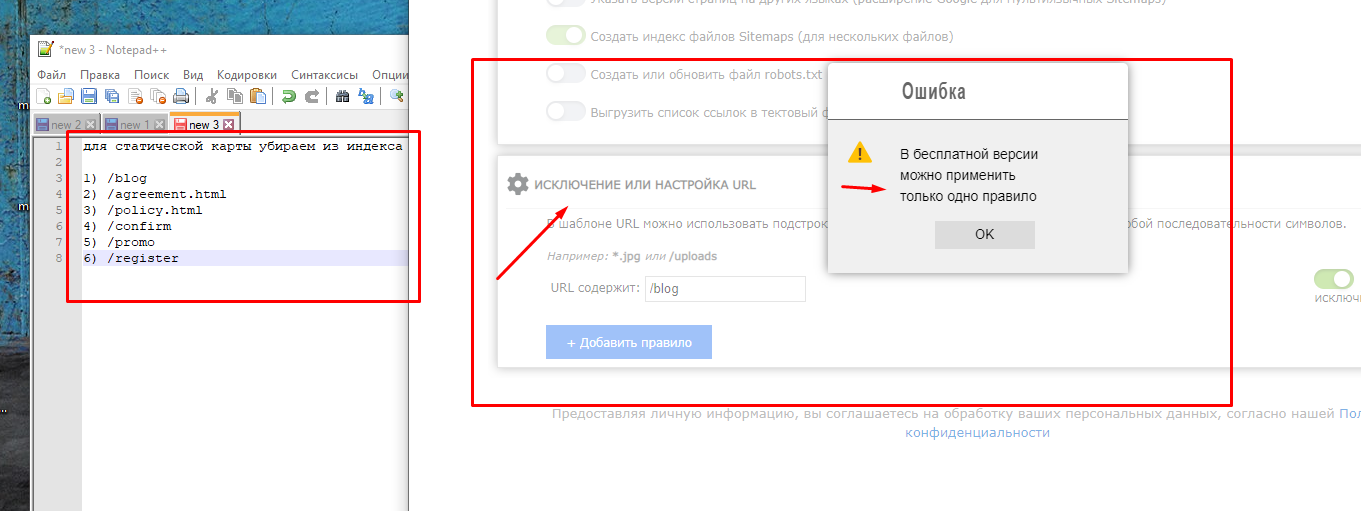 *new 3 - Notepad++
Файл Правка Поиск Вид Кодировки Синтаксисы Опции
new 2 new 1 new 3
1 для статической карты убираем из индекса
2
3 1) /blog
4 2) /agreement.html
5 3) /policy.html
6 4) /confirm
7 5) /promo
8 6) /register
Указать версии страниц на других языках (расширение Google для мультиязычных Sitemaps)
Создать индекс файлов Sitemaps (для нескольких файлов)
Создать или обновить файл robots.txt
Выгрузить список ссылок в тектовый ф
Ошибка
В бесплатной версии
можно применить
только одно правило
OK
ИСКЛЮЧЕНИЕ ИЛИ НАСТРОЙКА URL
В шаблоне URL можно использовать подстрок
бой последовательности символов.
Например: *.jpg или /uploads
URL содержит: /blog
исключ
+ Добавить правило
Предоставляя личную информацию, вы соглашаетесь на обработку ваших персональных данных, согласно нашей Пол
конфиденциальности